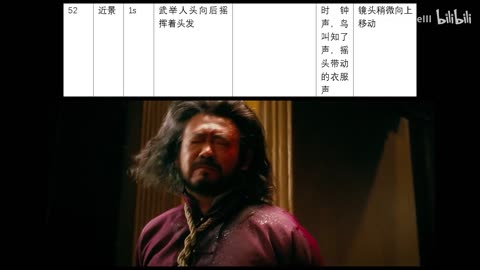 52 近景 1s 武举人头向后摇 时 钟 镜头稍微向上
挥着头发 声，鸟 移动
叫知了
声，摇
头带动
的衣服
声
elll bilibili